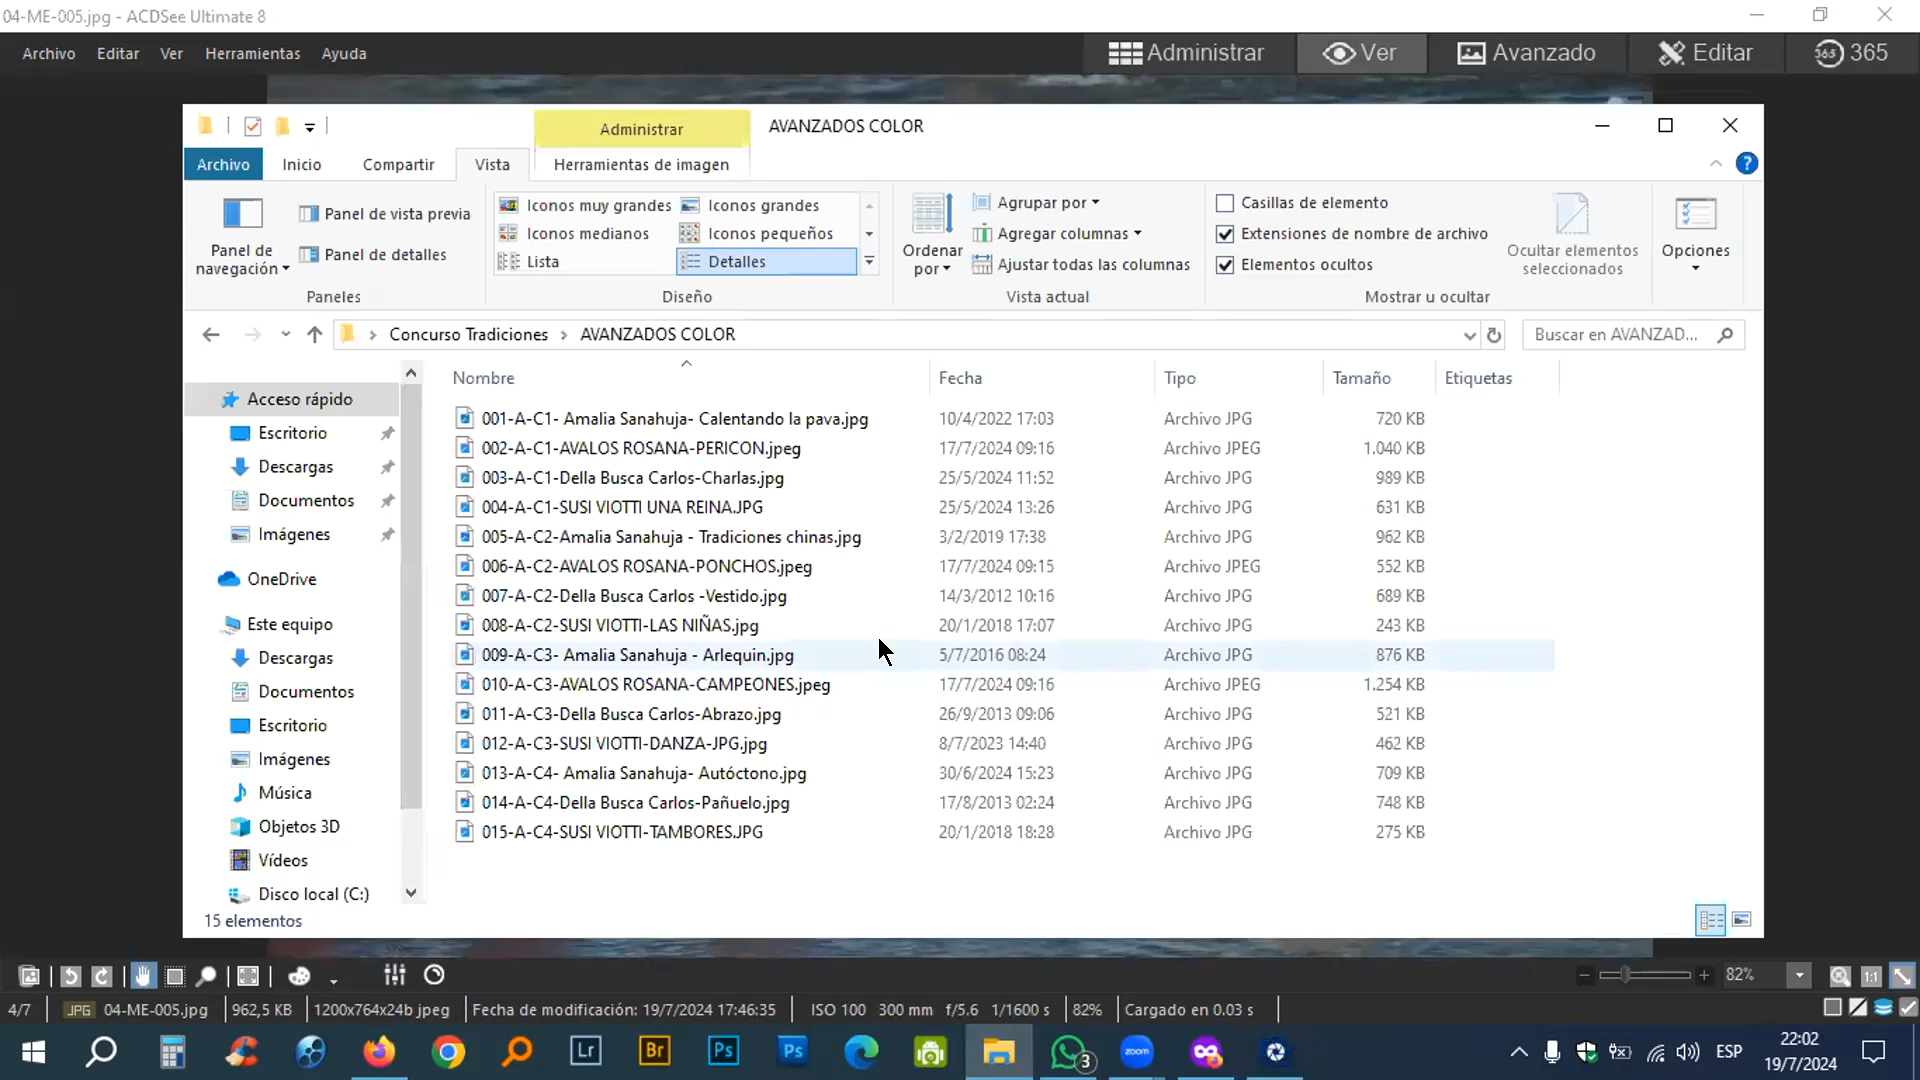 04-ME-005.jpg - ACDSee Ultimate 8
Archivo Editar Ver Herramientas Ayuda
Administrar Ver Avanzado Editar 365 365
Administrar AVANZADOS COLOR
Archivo Inicio Compartir Vista Herramientas de imagen ?
Panel de navegación
Panel de vista previa
Panel de detalles
Paneles
Iconos muy grandes Iconos grandes
Iconos medianos Iconos pequeños
Lista Detalles
Diseño
Ordenar por
Agrupar por
Agregar columnas
Ajustar todas las columnas
Vista actual
Casillas de elemento
Extensiones de nombre de archivo
Elementos ocultos
Ocultar elementos seleccionados
Mostrar u ocultar
Opciones
Concurso Tradiciones > AVANZADOS COLOR
Buscar en AVANZAD...
Nombre Fecha Tipo Tamaño Etiquetas
001-A-C1- Amalia Sanahuja- Calentando la pava.jpg 10/4/2022 17:03 Archivo JPG 720 KB
002-A-C1-AVALOS ROSANA-PERICON.jpeg 17/7/2024 09:16 Archivo JPEG 1.040 KB
003-A-C1-Della Busca Carlos-Charlas.jpg 25/5/2024 11:52 Archivo JPG 989 KB
004-A-C1-SUSI VIOTTI UNA REINA.JPG 25/5/2024 13:26 Archivo JPG 631 KB
005-A-C2-Amalia Sanahuja - Tradiciones chinas.jpg 3/2/2019 17:38 Archivo JPG 962 KB
006-A-C2-AVALOS ROSANA-PONCHOS.jpeg 17/7/2024 09:15 Archivo JPEG 552 KB
007-A-C2-Della Busca Carlos -Vestido.jpg 14/3/2012 10:16 Archivo JPG 689 KB
008-A-C2-SUSI VIOTTI-LAS NIÑAS.jpg 20/1/2018 17:07 Archivo JPG 243 KB
009-A-C3- Amalia Sanahuja - Arlequin.jpg 5/7/2016 08:24 Archivo JPG 876 KB
010-A-C3-AVALOS ROSANA-CAMPEONES.jpeg 17/7/2024 09:16 Archivo JPEG 1.254 KB
011-A-C3-Della Busca Carlos-Abrazo.jpg 26/9/2013 09:06 Archivo JPG 521 KB
012-A-C3-SUSI VIOTTI-DANZA-JPG.jpg 8/7/2023 14:40 Archivo JPG 462 KB
013-A-C4- Amalia Sanahuja- Autóctono.jpg 30/6/2024 15:23 Archivo JPG 709 KB
014-A-C4-Della Busca Carlos-Pañuelo.jpg 17/8/2013 02:24 Archivo JPG 748 KB
015-A-C4-SUSI VIOTTI-TAMBORES.JPG 20/1/2018 18:28 Archivo JPG 275 KB
Acceso rápido
Escritorio
Descargas
Documentos
Imágenes
OneDrive
Este equipo
Descargas
Documentos
Escritorio
Imágenes
Música
Objetos 3D
Vídeos
Disco local (C:)
15 elementos
82% 1:1
4/7 JPG 04-ME-005.jpg 962,5 KB 1200x764x24b jpeg Fecha de modificación: 19/7/2024 17:46:35 ISO 100 300 mm f/5.6 1/1600 s 82% Cargado en 0.03 s
Lr Br Ps Ps 3 zoom ESP 22:02
19/7/2024